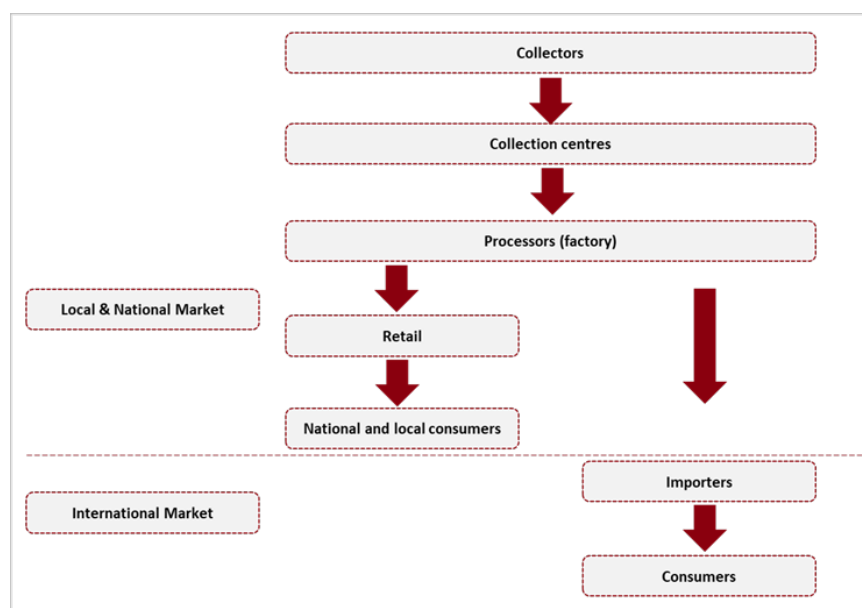 Collectors
Collection centres
Processors (factory)
Local & National Market
Retail
National and local consumers
Importers
International Market
Consumers